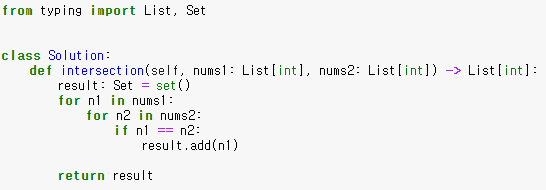 from typing import List, Set
class Solution:
    def intersection(self, nums1: List[int], nums2: List[int]) -> List[int]:
        result: Set = set()
        for n1 in nums1:
            for n2 in nums2:
                if n1 == n2:
                    result.add(n1)
        return result